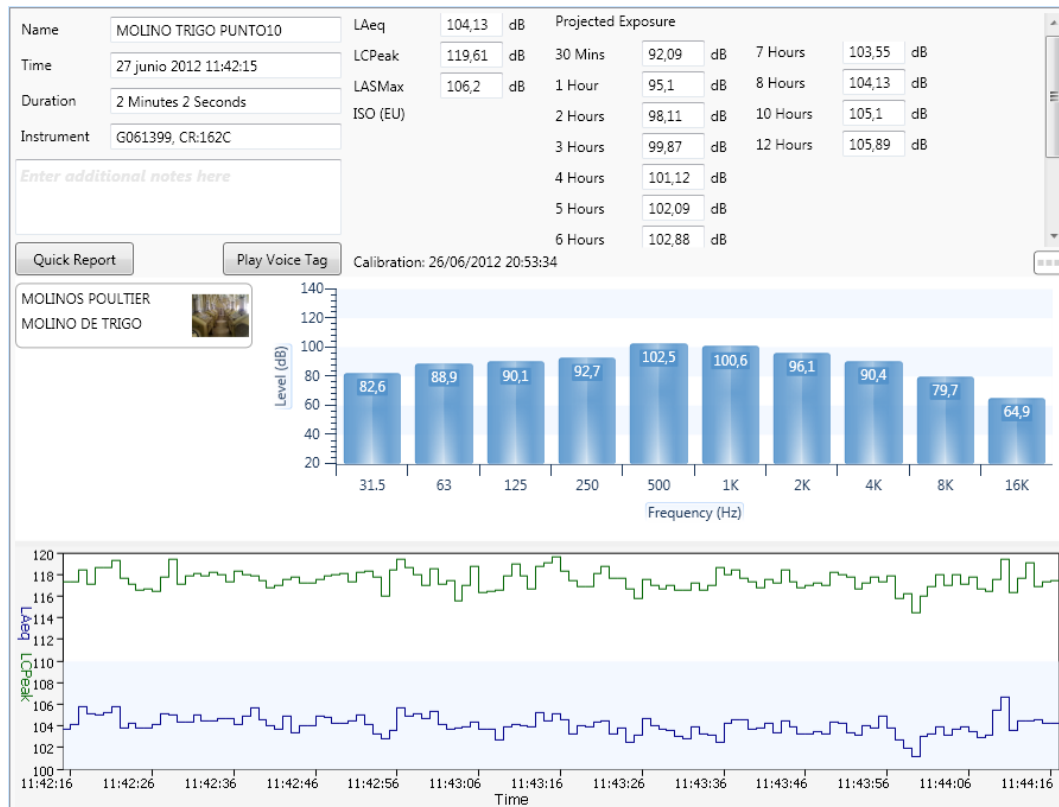 Name MOLINO TRIGO PUNTO10
Time 27 junio 2012 11:42:15
Duration 2 Minutes 2 Seconds
Instrument G061399, CR:162C
Enter additional notes here
Quick Report Play Voice Tag
LAeq 104,13 dB
LCPeak 119,61 dB
LASMax 106,2 dB
ISO (EU)
Projected Exposure
30 Mins 92,09 dB
1 Hour 95,1 dB
2 Hours 98,11 dB
3 Hours 99,87 dB
4 Hours 101,12 dB
5 Hours 102,09 dB
6 Hours 102,88 dB
7 Hours 103,55 dB
8 Hours 104,13 dB
10 Hours 105,1 dB
12 Hours 105,89 dB
Calibration: 26/06/2012 20:53:34
MOLINOS POULTIER
MOLINO DE TRIGO
Level (dB)
140
120
100
80
60
40
20
82,6 88,9 90,1 92,7 102,5 100,6 96,1 90,4 79,7 64,9
31.5 63 125 250 500 1K 2K 4K 8K 16K
Frequency (Hz)
LAeq
LCPeak
120
118
116
114
112
110
108
106
104
102
100
11:42:16 11:42:26 11:42:36 11:42:46 11:42:56 11:43:06 11:43:16 11:43:26 11:43:36 11:43:46 11:43:56 11:44:06 11:44:16
Time